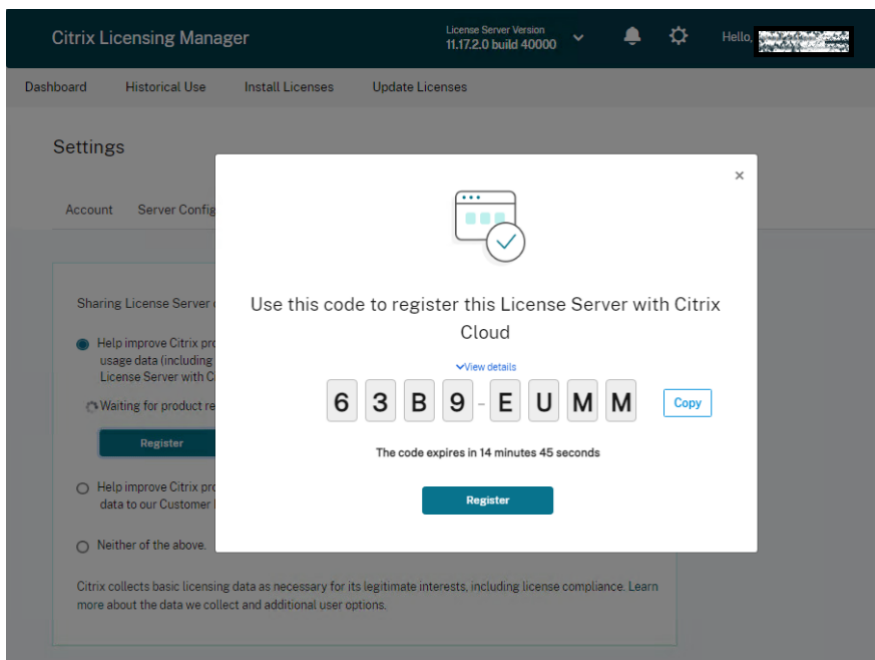 Citrix Licensing Manager
License Server Version
11.17.2.0 build 40000
Hello,
Dashboard Historical Use Install Licenses Update Licenses
Settings
×
Account Server Config
Use this code to register this License Server with Citrix
Cloud
View details
6 3 B 9 - E U M M
Copy
The code expires in 14 minutes 45 seconds
Register
Sharing License Server
Help improve Citrix pro
usage data (including
License Server with C
Waiting for product re
Register
Help improve Citrix pro
data to our Customer
Neither of the above.
Citrix collects basic licensing data as necessary for its legitimate interests, including license compliance. Learn
more about the data we collect and additional user options.